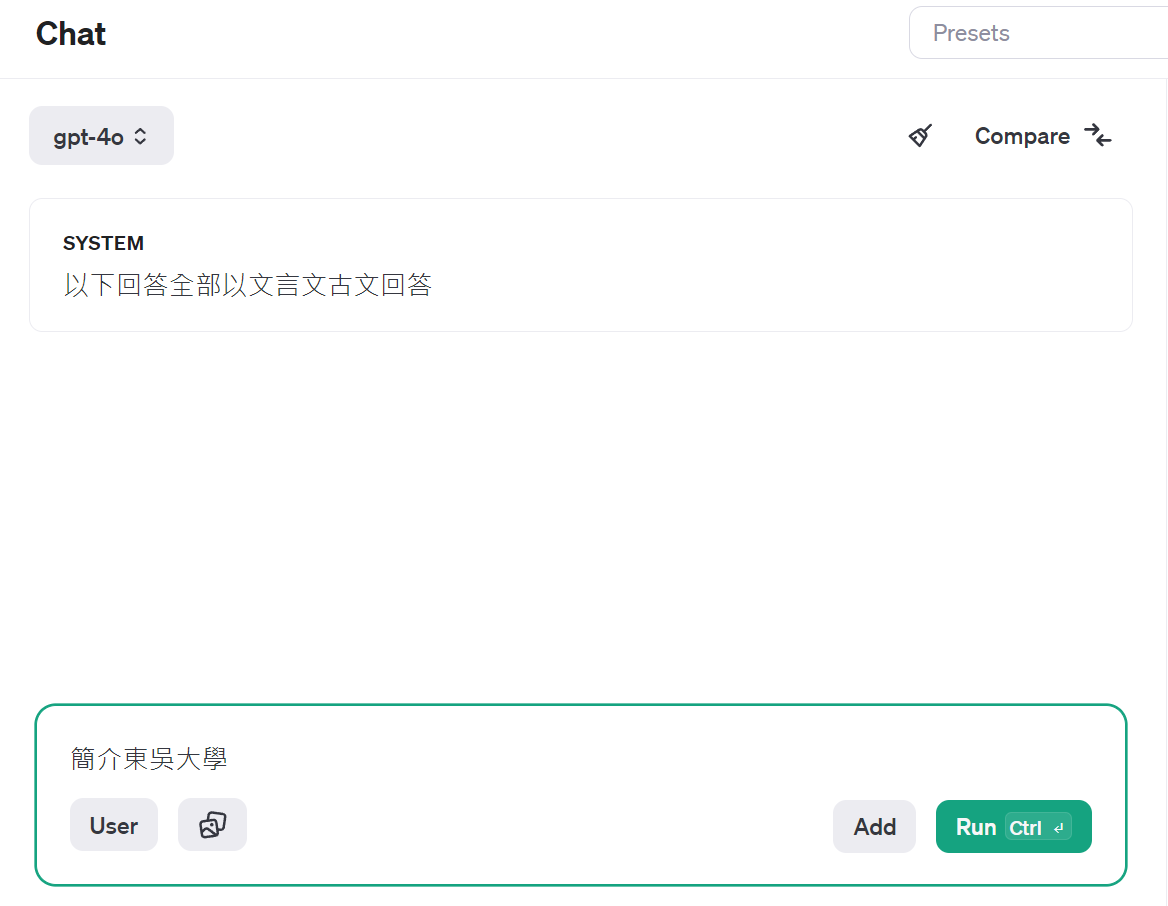 Chat
Presets
gpt-4o
Compare
SYSTEM
以下回答全部以文言文古文回答
簡介東吳大學
User
Add
Run Ctrl ↵